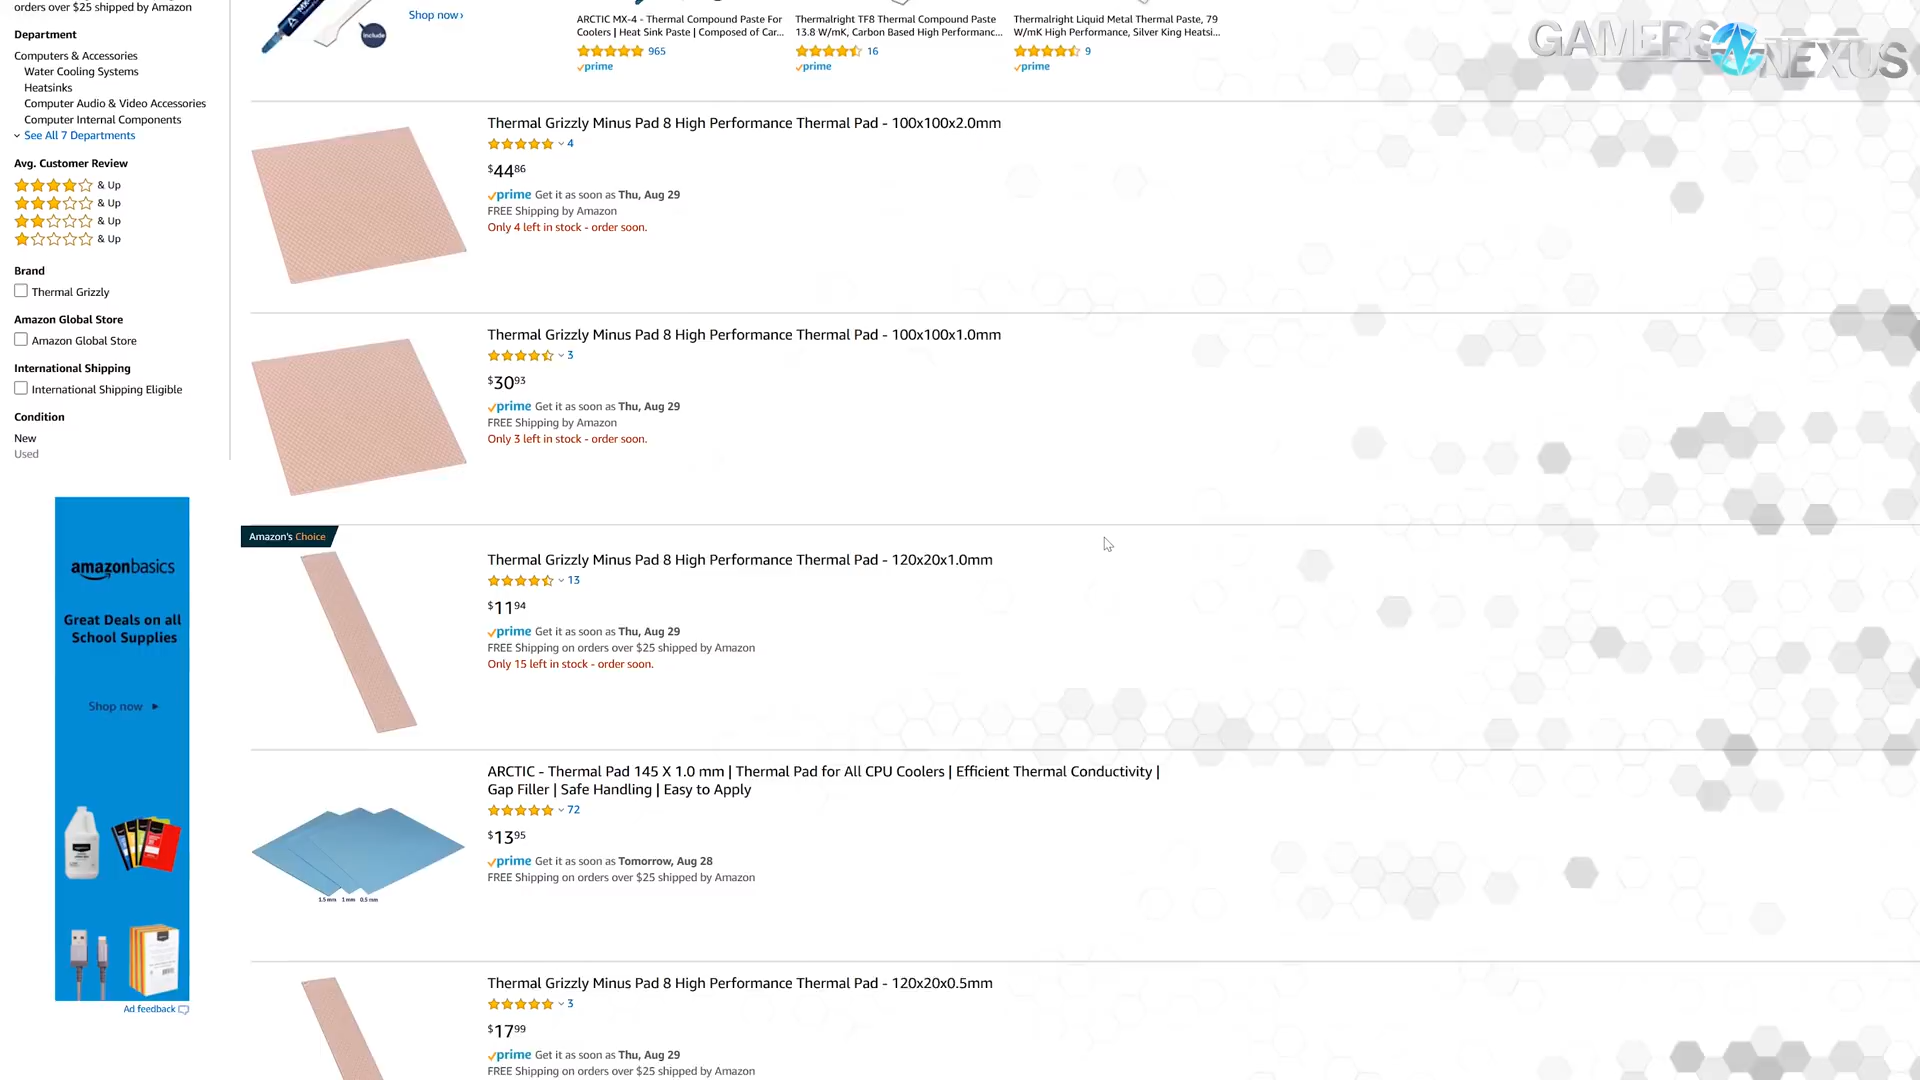 orders over $25 shipped by Amazon
Department
Computers & Accessories
Water Cooling Systems
Heatsinks
Computer Audio & Video Accessories
Computer Internal Components
See All 7 Departments
Avg. Customer Review
& Up
& Up
& Up
& Up
Brand
Thermal Grizzly
Amazon Global Store
Amazon Global Store
International Shipping
International Shipping Eligible
Condition
New
Used
amazonbasics
Great Deals on all
School Supplies
Shop now
Ad feedback
Include
Shop now›
ARCTIC MX-4 - Thermal Compound Paste For
Coolers | Heat Sink Paste | Composed of Car...
965
prime
Thermalright TF8 Thermal Compound Paste
13.8 W/mK, Carbon Based High Performanc...
16
prime
Thermalright Liquid Metal Thermal Paste, 79
W/mK High Performance, Silver King Heatsi...
9
prime
GAMERS NEXUS
Thermal Grizzly Minus Pad 8 High Performance Thermal Pad - 100x100x2.0mm
4
$44 86
prime Get it as soon as Thu, Aug 29
FREE Shipping by Amazon
Only 4 left in stock - order soon.
Thermal Grizzly Minus Pad 8 High Performance Thermal Pad - 100x100x1.0mm
3
$30 93
prime Get it as soon as Thu, Aug 29
FREE Shipping by Amazon
Only 3 left in stock - order soon.
Amazon's Choice
Thermal Grizzly Minus Pad 8 High Performance Thermal Pad - 120x20x1.0mm
13
$11 94
prime Get it as soon as Thu, Aug 29
FREE Shipping on orders over $25 shipped by Amazon
Only 15 left in stock - order soon.
ARCTIC - Thermal Pad 145 X 1.0 mm | Thermal Pad for All CPU Coolers | Efficient Thermal Conductivity |
Gap Filler | Safe Handling | Easy to Apply
72
$13 95
prime Get it as soon as Tomorrow, Aug 28
FREE Shipping on orders over $25 shipped by Amazon
1.5 mm 1 mm 0.5 mm
Thermal Grizzly Minus Pad 8 High Performance Thermal Pad - 120x20x0.5mm
3
$17 99
prime Get it as soon as Thu, Aug 29
FREE Shipping on orders over $25 shipped by Amazon